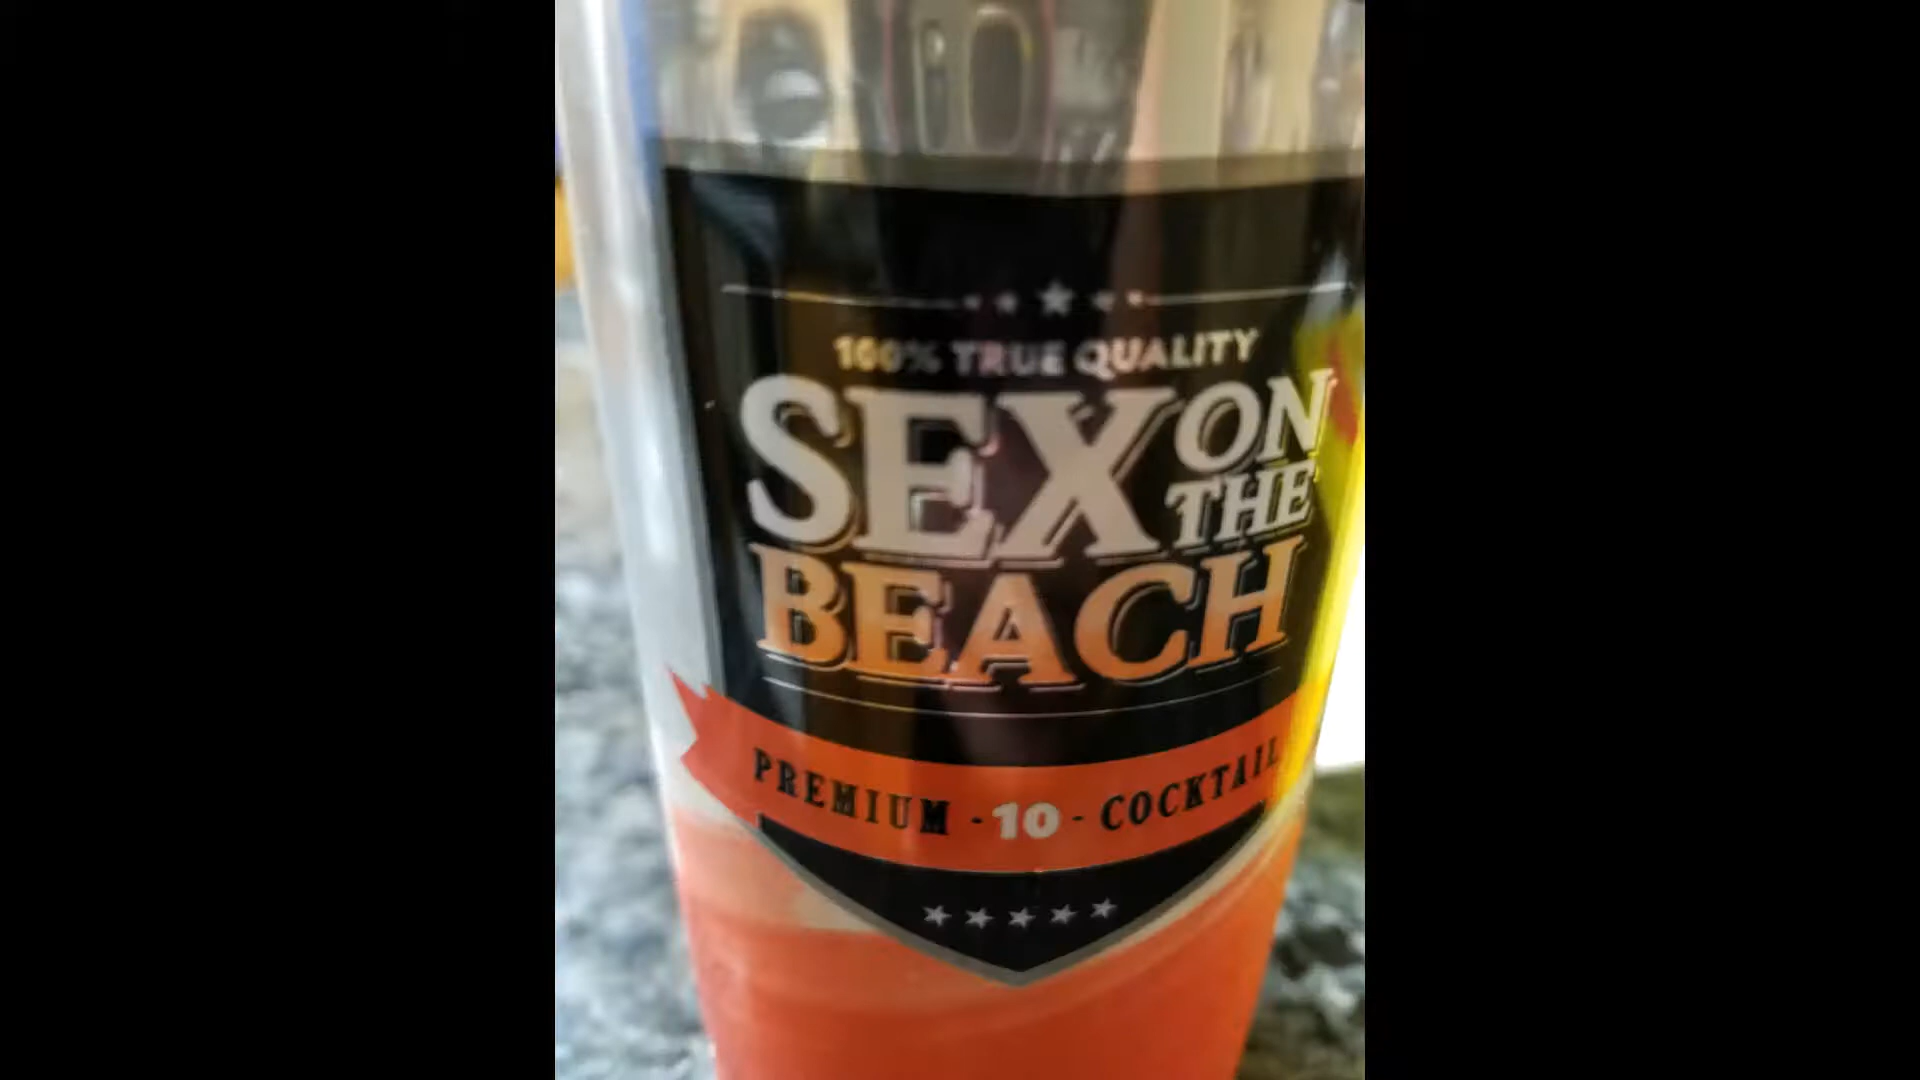 100% TRUE QUALITY
SEX ON
THE
BEACH
PREMIUM · 10 · COCKTAIL